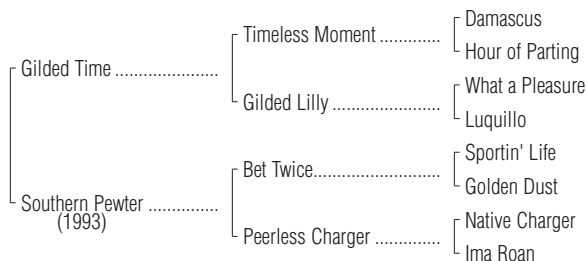 Damascus
Timeless Moment .............
Hour of Parting
Gilded Time ....................
What a Pleasure
Gilded Lilly .....................
Luquillo
Sportin' Life
Bet Twice........................
Golden Dust
Southern Pewter .............
(1993)
Native Charger
Peerless Charger .............
Ima Roan